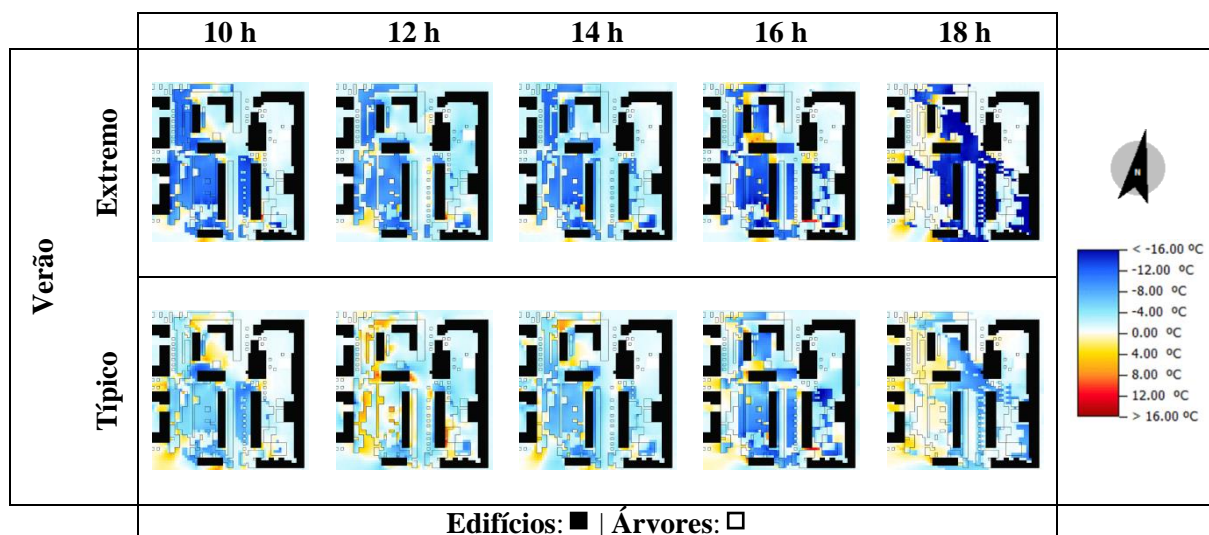 10 h 12 h 14 h 16 h 18 h
Verão
Extremo
Típico
N
< -16.00 ºC
-12.00 ºC
-8.00 ºC
-4.00 ºC
0.00 ºC
4.00 ºC
8.00 ºC
12.00 ºC
> 16.00 ºC
Edifícios: ■ | Árvores: □